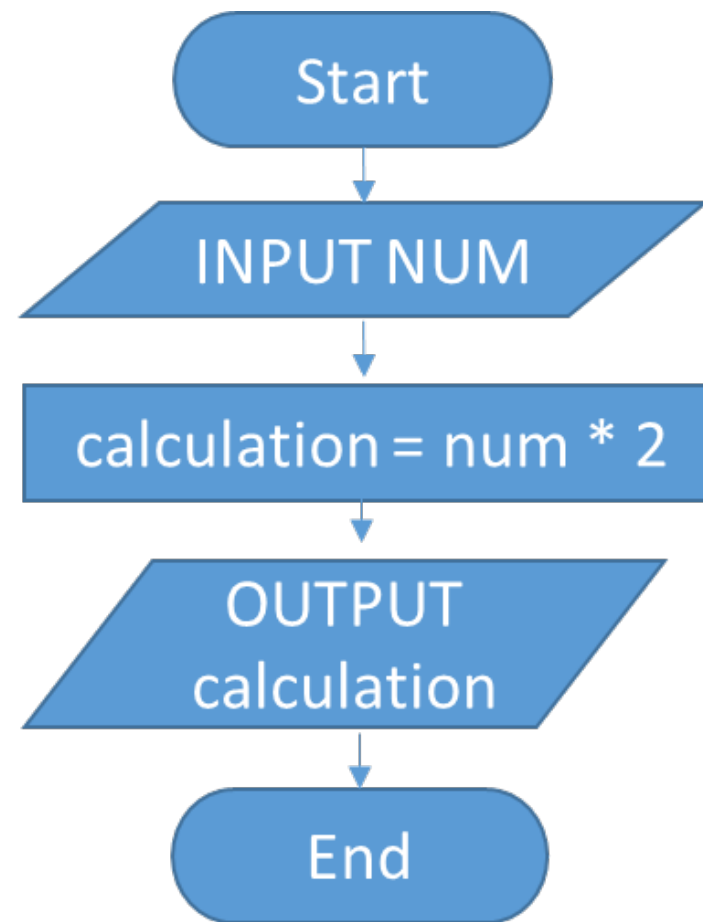 Start
INPUT NUM
calculation = num * 2
OUTPUT
calculation
End